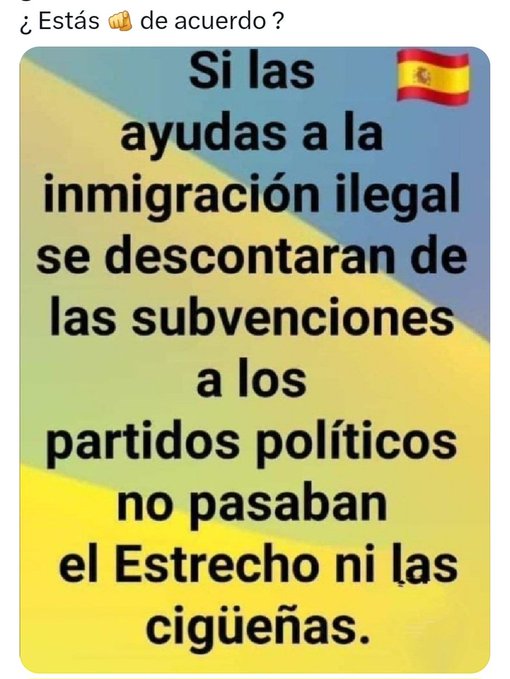 ¿ Estás 🫵 de acuerdo ?
Si las
ayudas a la
inmigración ilegal
se descontaran de
las subvenciones
a los
partidos políticos
no pasaban
el Estrecho ni las
cigüeñas.